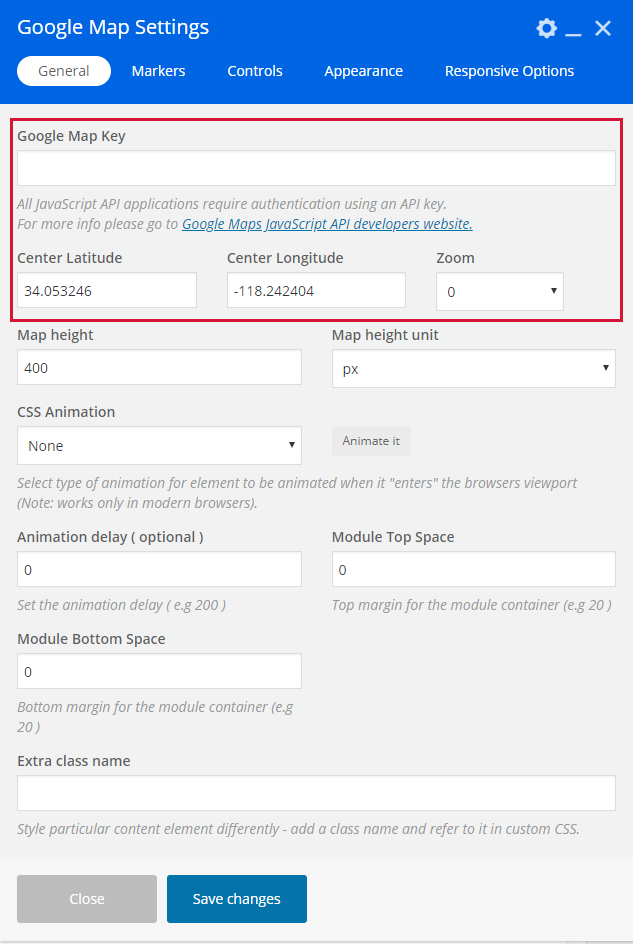 Google Map Settings
General Markers Controls Appearance Responsive Options
Google Map Key
All JavaScript API applications require authentication using an API key.
For more info please go to Google Maps JavaScript API developers website.
Center Latitude Center Longitude Zoom
34.053246 -118.242404 0
Map height Map height unit
400 px
CSS Animation
None Animate it
Select type of animation for element to be animated when it "enters" the browsers viewport
(Note: works only in modern browsers).
Animation delay ( optional ) Module Top Space
0 0
Set the animation delay ( e.g 200 ) Top margin for the module container (e.g 20 )
Module Bottom Space
0
Bottom margin for the module container (e.g
20 )
Extra class name
Style particular content element differently - add a class name and refer to it in custom CSS.
Close Save changes